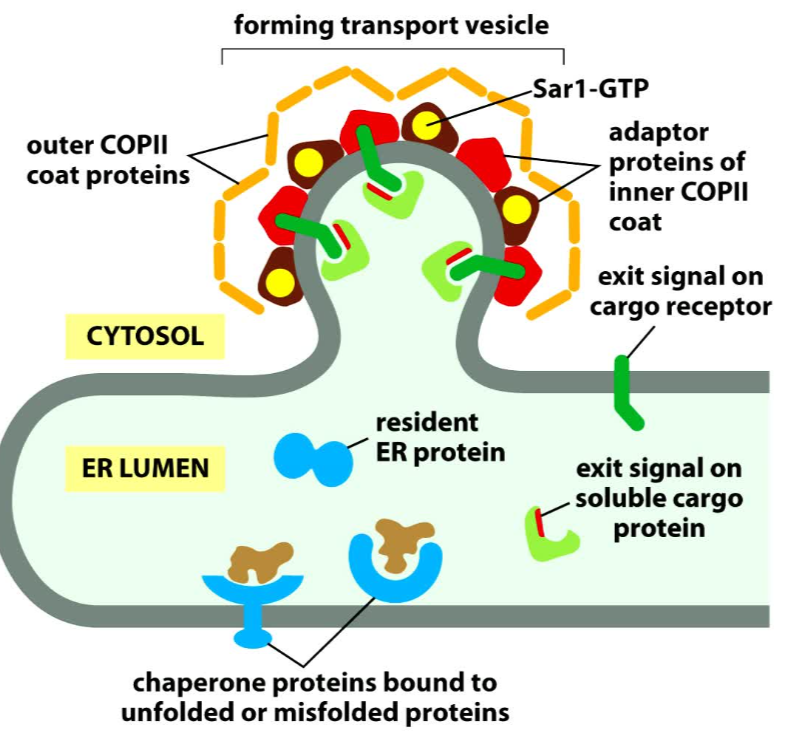 forming transport vesicle
Sar1-GTP
outer COPII
coat proteins
adaptor
proteins of
inner COPII
coat
exit signal on
cargo receptor
CYTOSOL
resident
ER protein
ER LUMEN
exit signal on
soluble cargo
protein
chaperone proteins bound to
unfolded or misfolded proteins